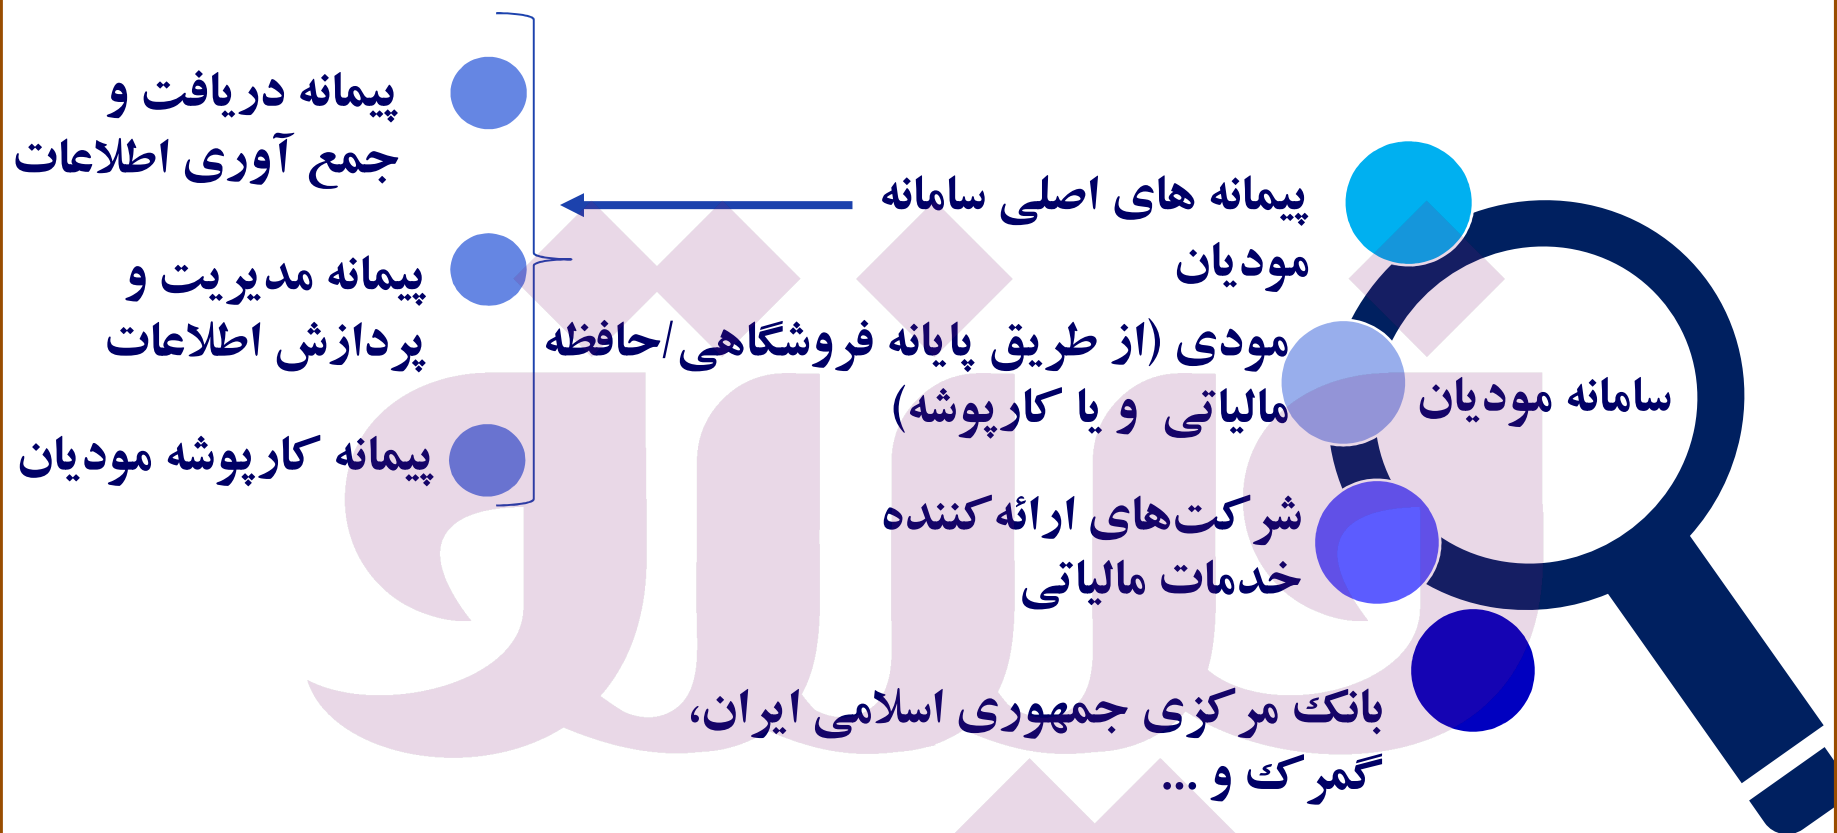 سامانه مودیان
پیمانه های اصلی سامانه
مودیان
مودی (از طریق پایانه فروشگاهی/حافظه
مالیاتی و یا کارپوشه)
شرکت‌های ارائه‌کننده
خدمات مالیاتی
بانک مرکزی جمهوری اسلامی ایران،
گمرک و ...
پیمانه دریافت و
جمع آوری اطلاعات
پیمانه مدیریت و
پردازش اطلاعات
پیمانه کارپوشه مودیان